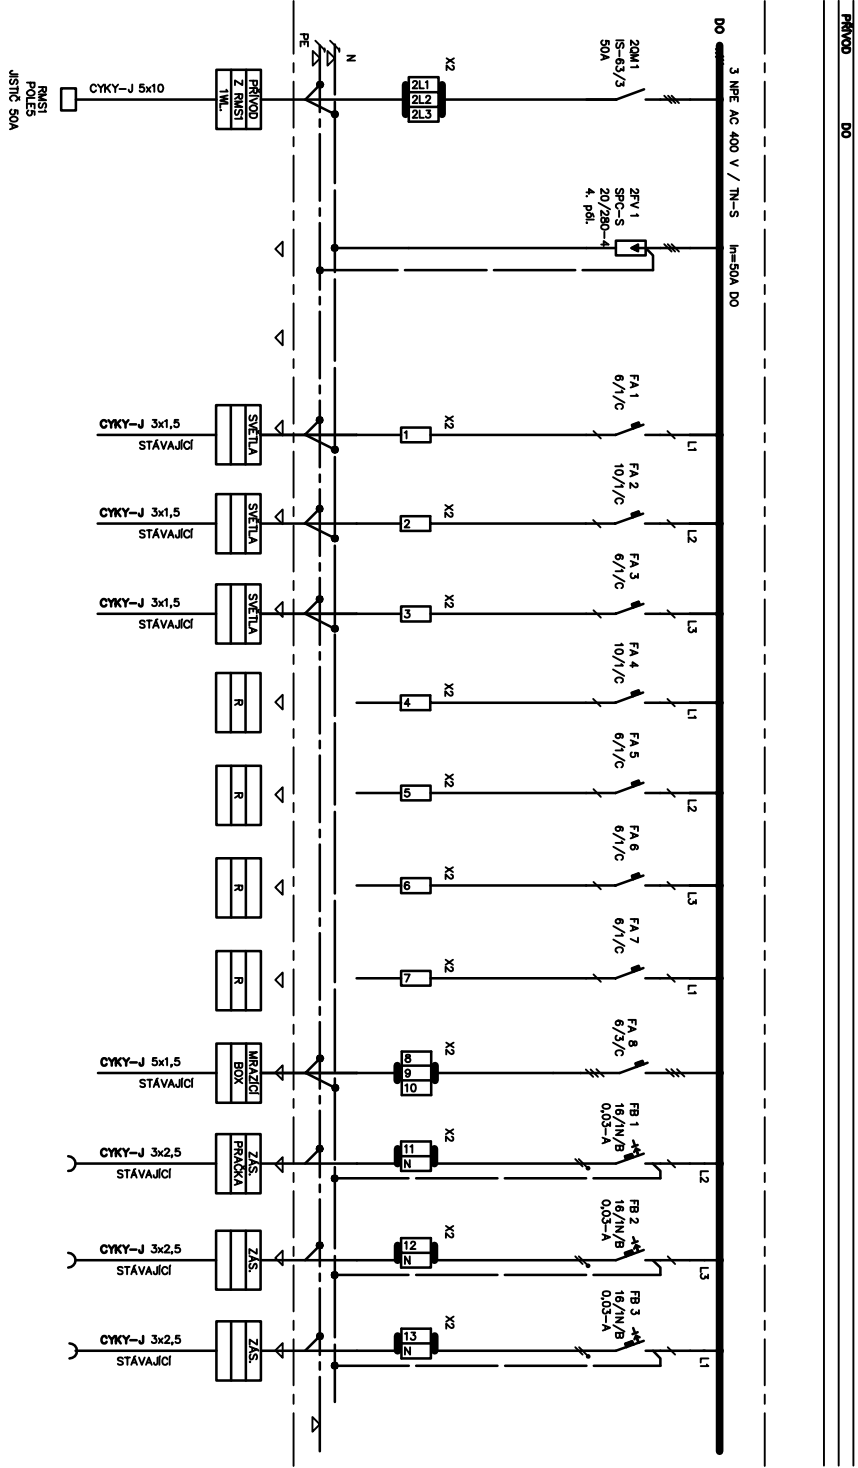 PŘÍVOD DO
DO
3 NPE AC 400 V / TN-S In=50A DO
2QM1
IS-63/3
50A
X2
2L1
2L2
2L3
N
PE
PŘÍVOD
Z RMS1
1WL.
CYKY-J 5x10
RMS1
POLE5
JISTIČ 50A
2FV1
SPC-S
20/280-4
4. pól.
L1
FA 1
6/1/C
X2
1
SVĚTLA
CYKY-J 3x1,5
STÁVAJÍCÍ
L2
FA 2
10/1/C
X2
2
SVĚTLA
CYKY-J 3x1,5
STÁVAJÍCÍ
L3
FA 3
6/1/C
X2
3
SVĚTLA
CYKY-J 3x1,5
STÁVAJÍCÍ
L1
FA 4
10/1/C
X2
4
R
L2
FA 5
6/1/C
X2
5
R
L3
FA 6
6/1/C
X2
6
R
L1
FA 7
6/1/C
X2
7
R
FA 8
6/3/C
X2
8
9
10
MRAZÍCÍ
BOX
CYKY-J 5x1,5
STÁVAJÍCÍ
L2
FB 1
16/1N/B
0,03-A
X2
11
N
ZÁS.
PRAČKA
CYKY-J 3x2,5
STÁVAJÍCÍ
L3
FB 2
16/1N/B
0,03-A
X2
12
N
ZÁS.
CYKY-J 3x2,5
STÁVAJÍCÍ
L1
FB 3
16/1N/B
0,03-A
X2
13
N
ZÁS.
CYKY-J 3x2,5
STÁVAJÍCÍ